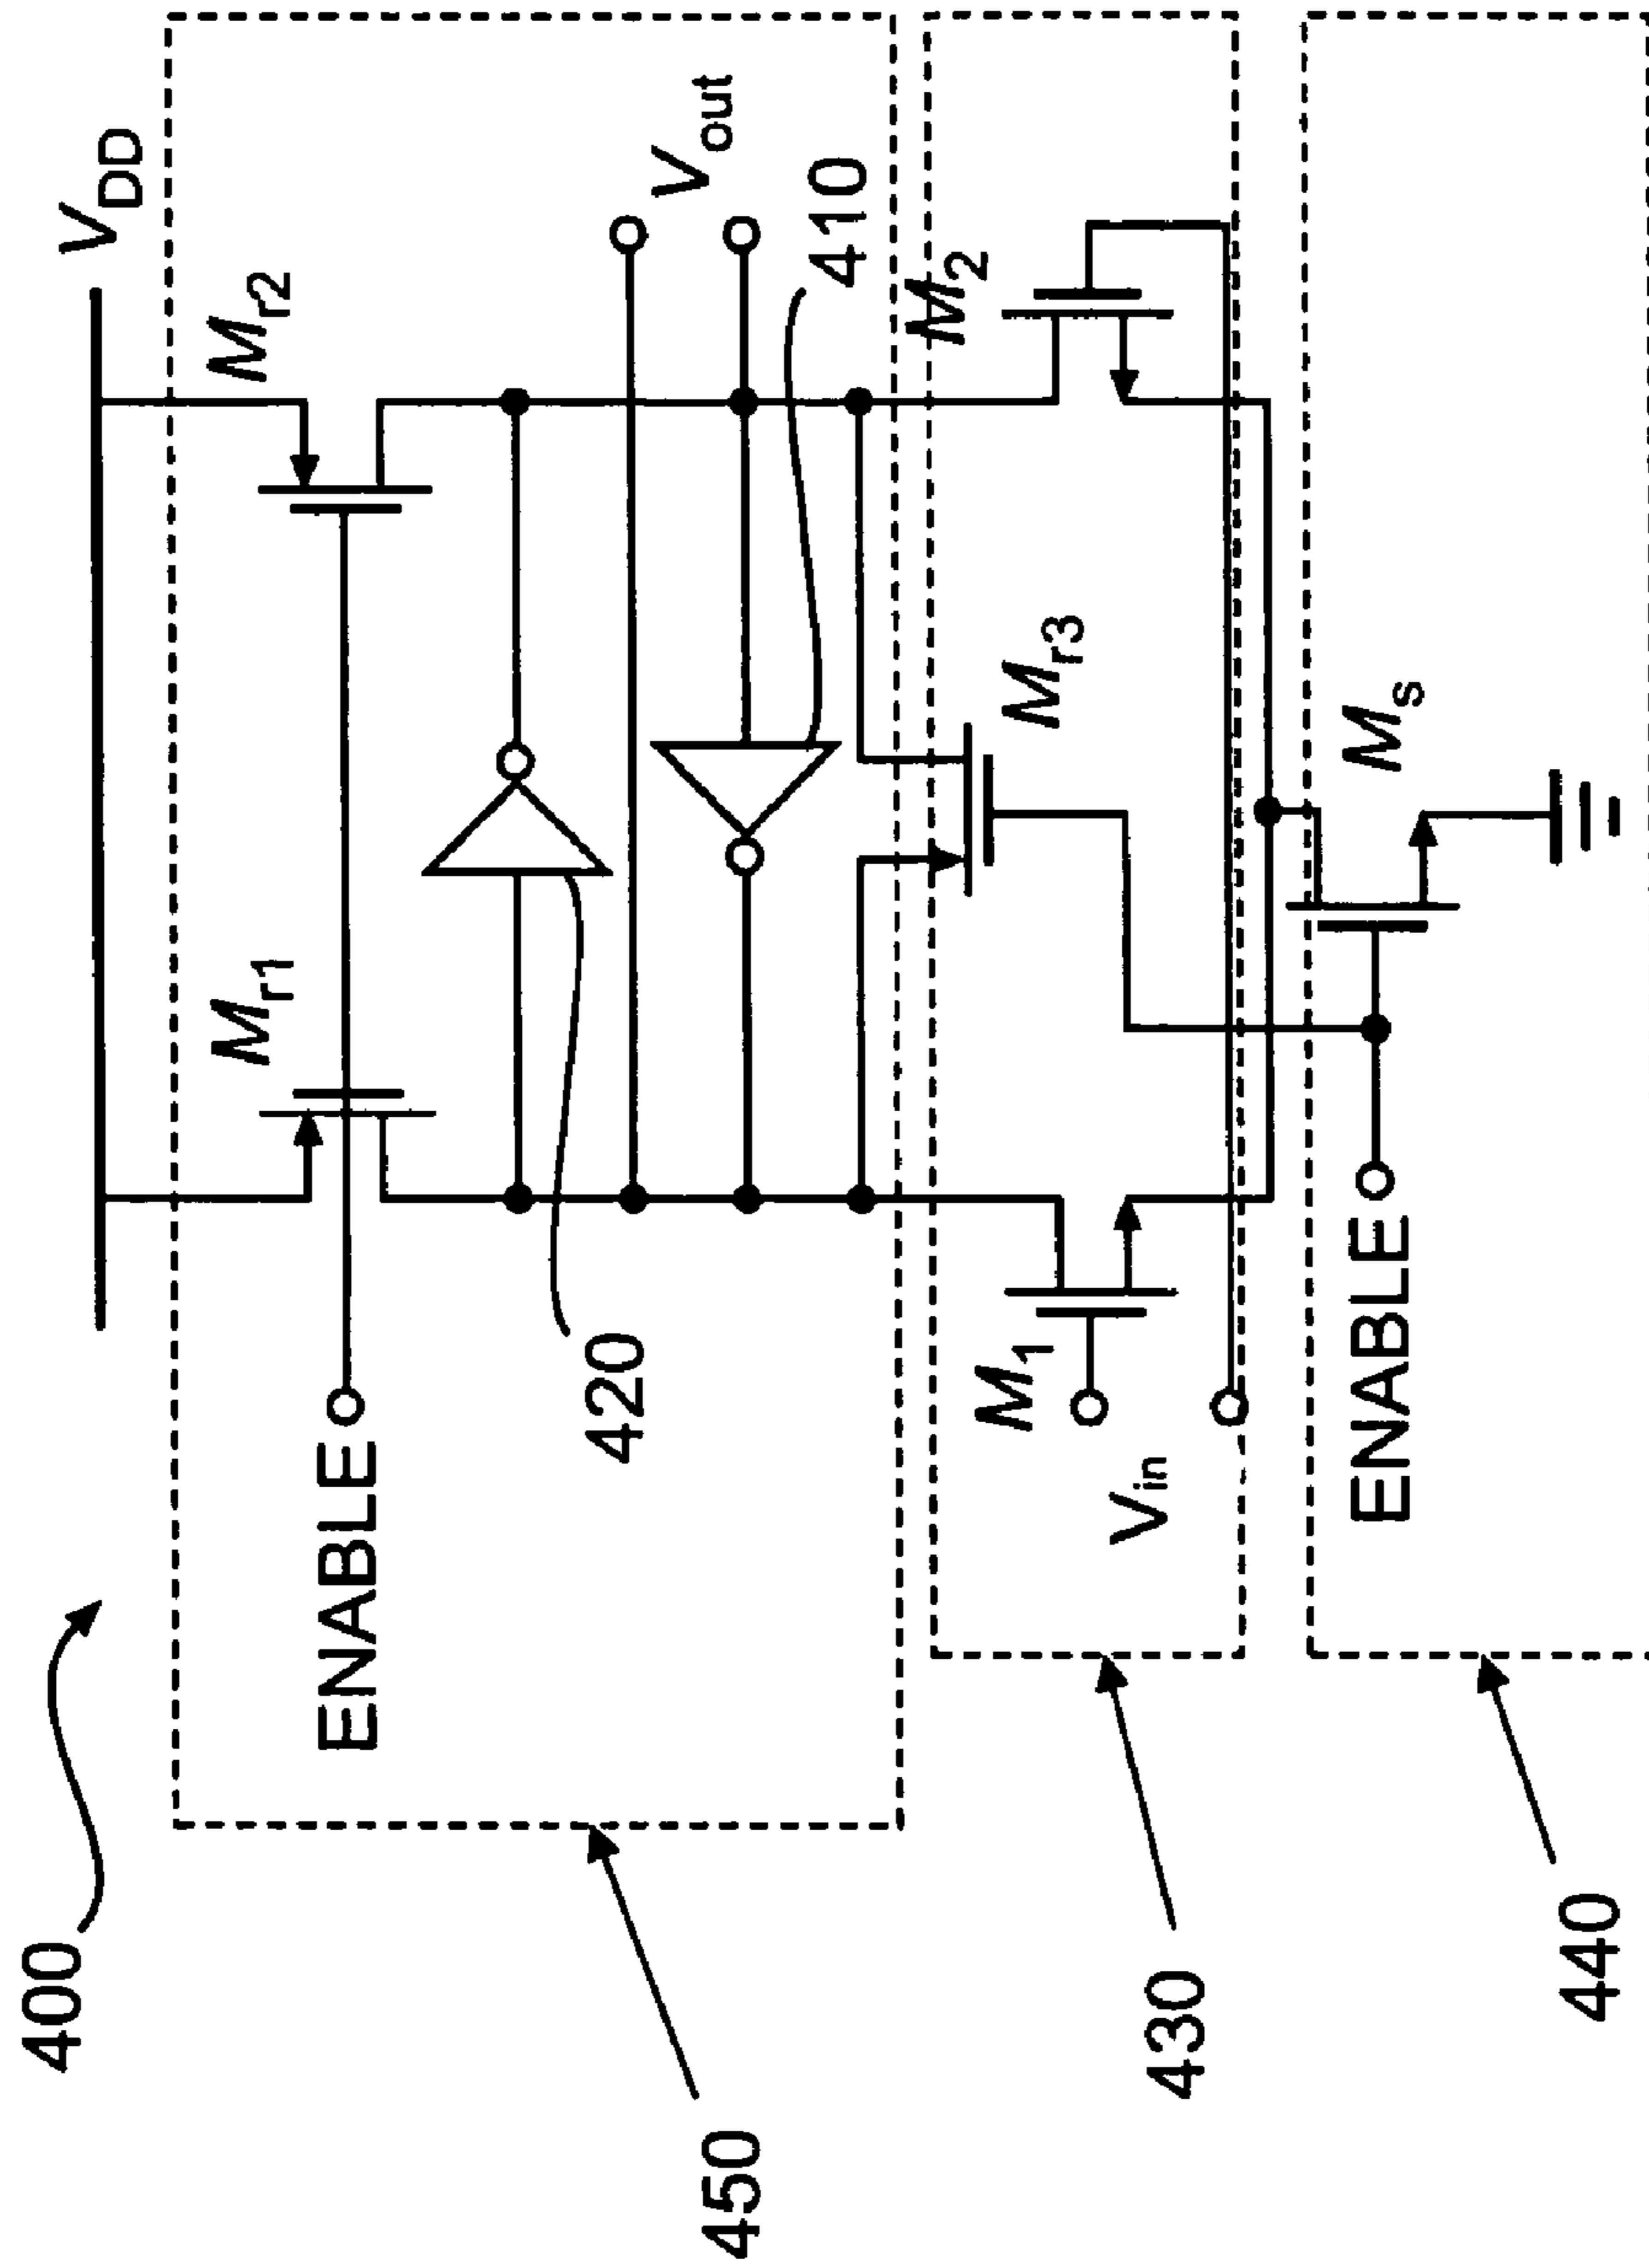 400
V_DD
M_r1
M_r2
ENABLE
420
V_out
410
450
M_1
M_2
V_in
M_r3
430
M_s
ENABLE
440